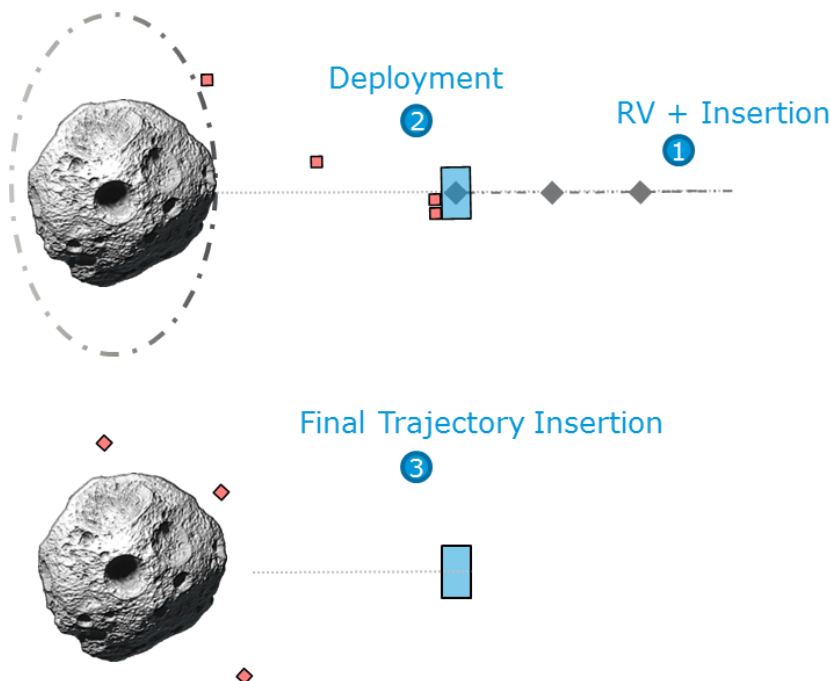 Deployment
2
RV + Insertion
1
Final Trajectory Insertion
3